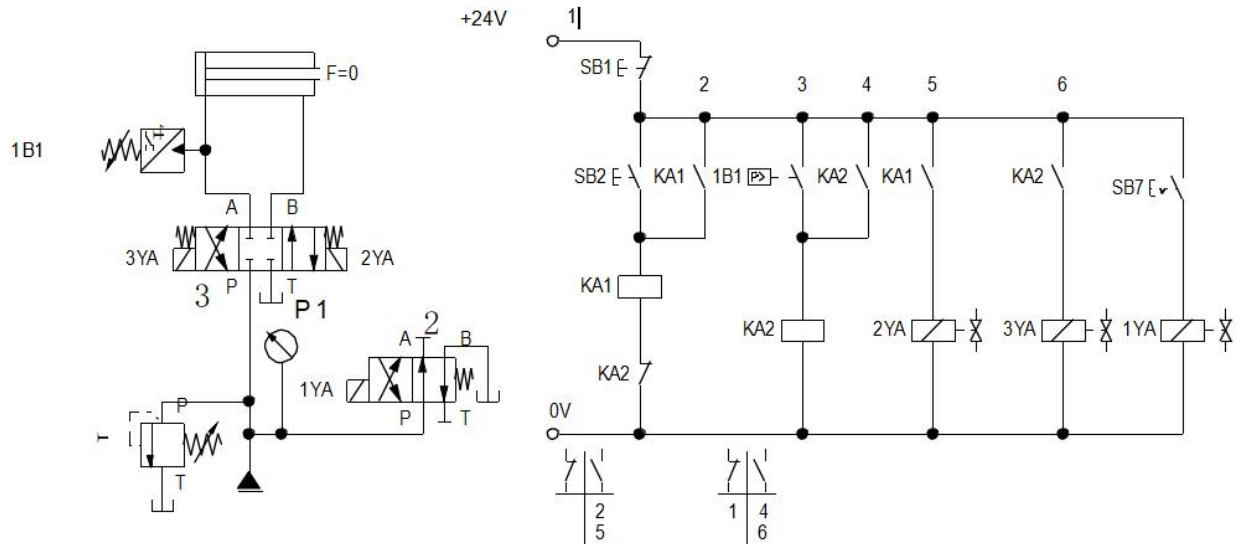 +24V 1
SB1
F=0
2 3 4 5 6
1B1
SB2 KA1 1B1 P> KA2 KA1 KA2 SB7
A B
3YA 2YA
P T
3 P1
KA1
A 2 B
KA2 2YA 3YA 1YA
1YA
KA2
P T
P
0V
T
T
2 1 4
5 6